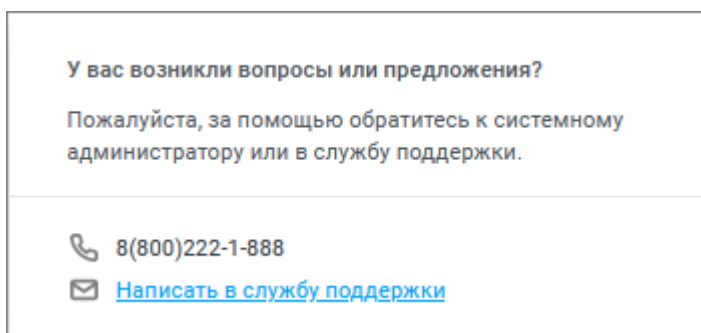 У вас возникли вопросы или предложения?
Пожалуйста, за помощью обратитесь к системному
администратору или в службу поддержки.
8(800)222-1-888
Написать в службу поддержки